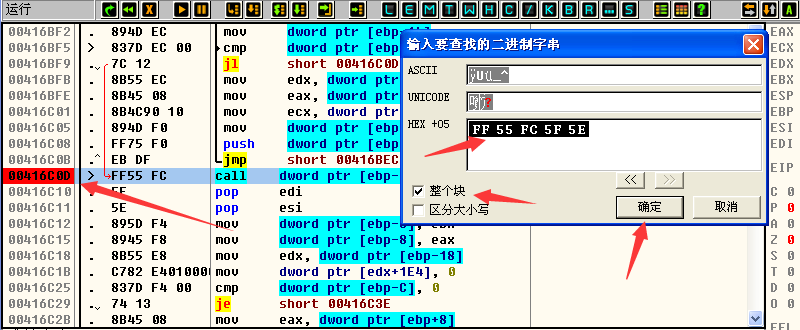 运行
L E M T W H C / K B R ... S
00416BF2 . 894D EC mov dword ptr [ebp-14]
00416BF5 > 837D EC 00 cmp dword ptr [ebp
00416BF9 . 7C 12 jl short 00416C0D
00416BFB . 8B55 EC mov edx, dword ptr
00416BFE . 8B45 08 mov eax, dword ptr
00416C01 . 8B4C90 10 mov ecx, dword ptr
00416C05 . 894D F0 mov dword ptr [ebp
00416C08 . FF75 F0 push dword ptr [ebp
00416C0B .^ EB DF jmp short 00416BEC
00416C0D > FF55 FC call dword ptr [ebp-
00416C10 . 5F pop edi
00416C11 . 5E pop esi
00416C12 . 895D F4 mov dword ptr [ebp-C], ebx
00416C15 . 8945 F8 mov dword ptr [ebp-8], eax
00416C18 . 8B55 E8 mov edx, dword ptr [ebp-18]
00416C1B . C782 E4010000 mov dword ptr [edx+1E4], 0
00416C25 . 837D F4 00 cmp dword ptr [ebp-C], 0
00416C29 . 74 13 je short 00416C3E
00416C2B . 8B45 08 mov eax, dword ptr [ebp+8]
输入要查找的二进制字串
ASCII
UNICODE
HEX +05
FF 55 FC 5F 5E
<< >>
整个块
区分大小写
确定 取消
EAX
ECX
EDX
EBX
ESP
EBP
ESI
EDI
EIP
C 0
P 0
A 0
Z 0
S 0
T 0
D 0
O 0
EFL